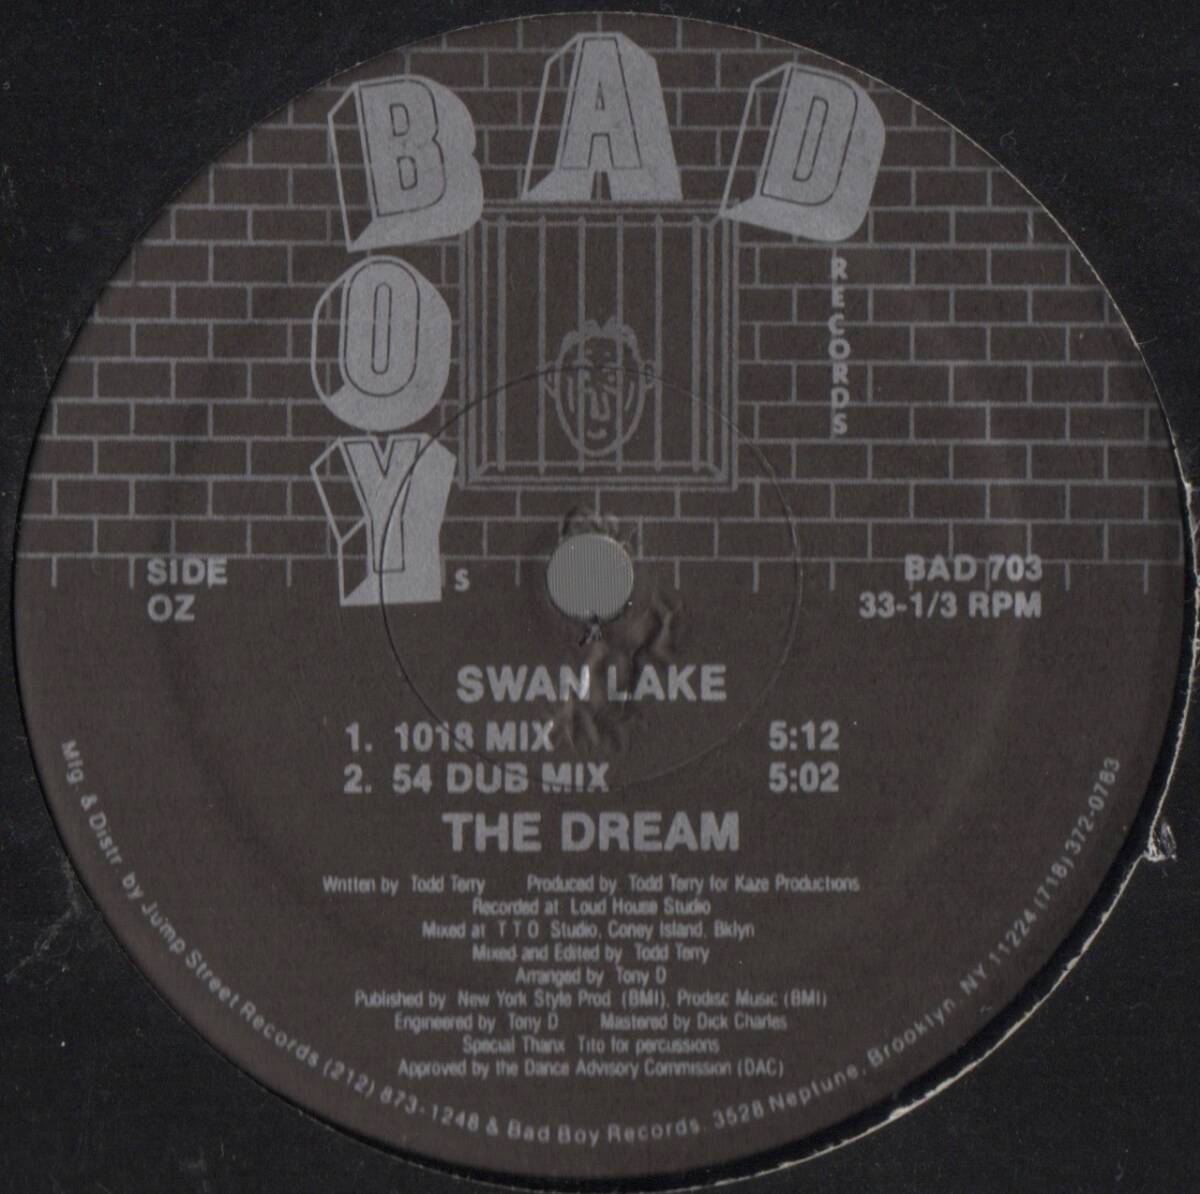 BAD
BOYS
RECORDS
SIDE
OZ
BAD 703
33-1/3 RPM
SWAN LAKE
1. 1018 MIX 5:12
2. 54 DUB MIX 5:02
THE DREAM
Written by Todd Terry Produced by Todd Terry for Kaze Productions
Recorded at Loud House Studio
Mixed at T T O Studio, Coney Island, Bklyn
Mixed and Edited by Todd Terry
Arranged by Tony D
Published by New York Style Prod (BMI), Prodisc Music (BMI)
Engineered by Tony D Mastered by Dick Charles
Special Thanx Tito for percussions
Approved by the Dance Advisory Commission (DAC)
Mfg. & Distr. by Jump Street Records (212) 873-1248 & Bad Boy Records. 3528 Neptune, Brooklyn, NY 11224 (718) 372-0783